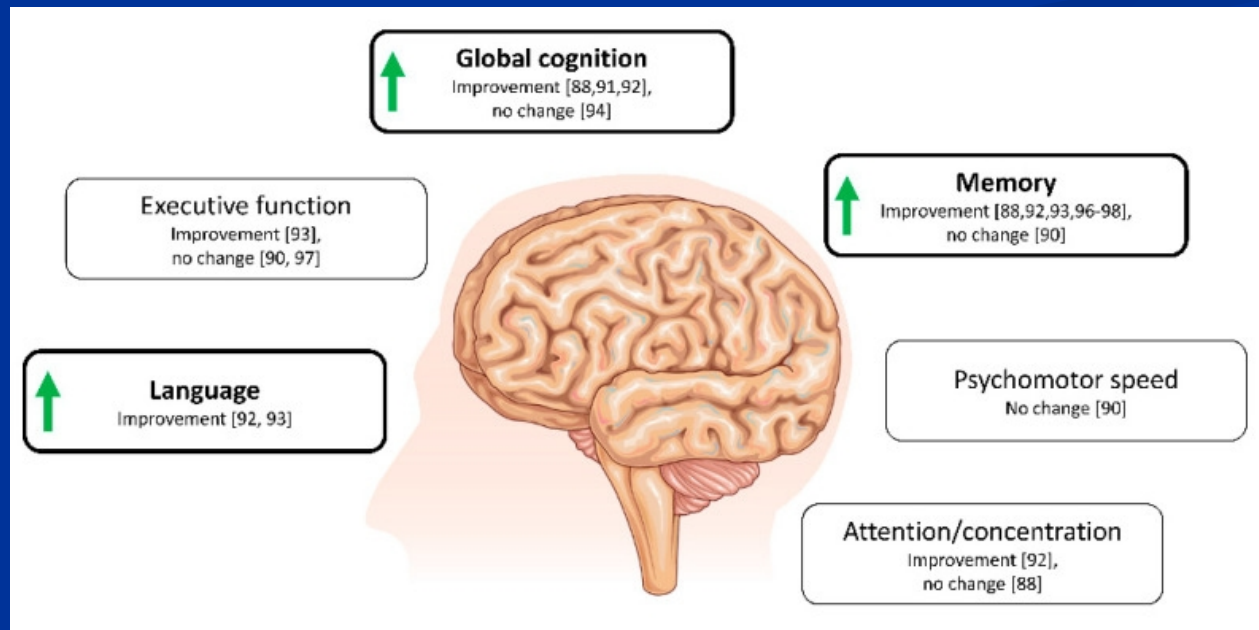 Global cognition
Improvement [88,91,92],
no change [94]
Executive function
Improvement [93],
no change [90, 97]
Memory
Improvement [88,92,93,96-98],
no change [90]
Language
Improvement [92, 93]
Psychomotor speed
No change [90]
Attention/concentration
Improvement [92],
no change [88]